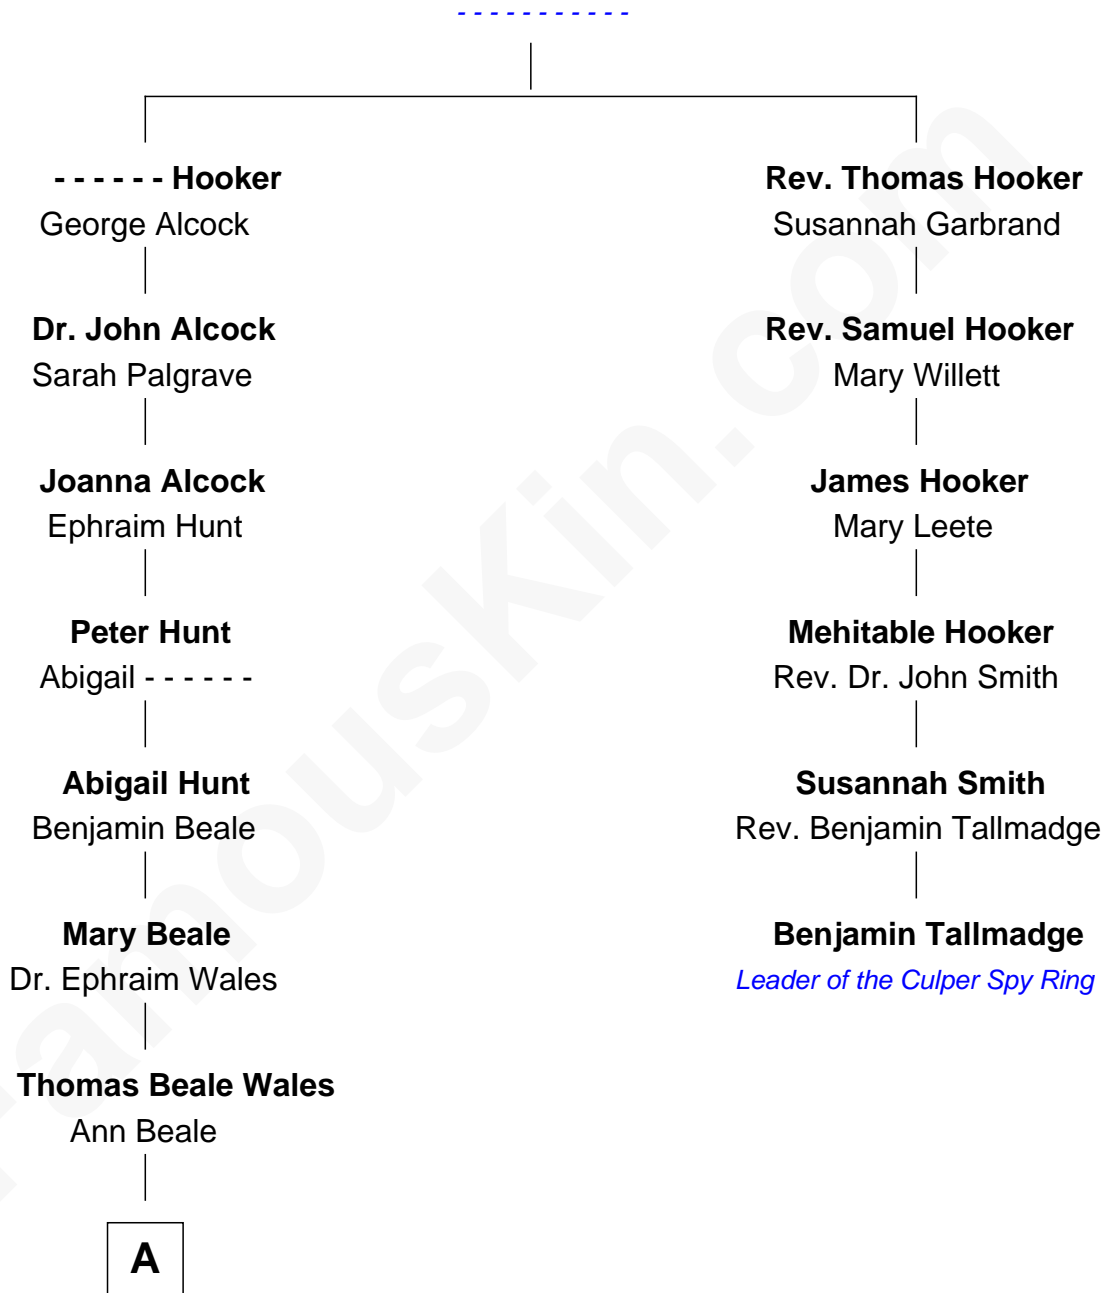 - - - - - - - - - - -
- - - - - - Hooker
George Alcock
Dr. John Alcock
Sarah Palgrave
Joanna Alcock
Ephraim Hunt
Peter Hunt
Abigail - - - - - -
Abigail Hunt
Benjamin Beale
Mary Beale
Dr. Ephraim Wales
Thomas Beale Wales
Ann Beale
A
Rev. Thomas Hooker
Susannah Garbrand
Rev. Samuel Hooker
Mary Willett
James Hooker
Mary Leete
Mehitable Hooker
Rev. Dr. John Smith
Susannah Smith
Rev. Benjamin Tallmadge
Benjamin Tallmadge
Leader of the Culper Spy Ring
FamousKin.com